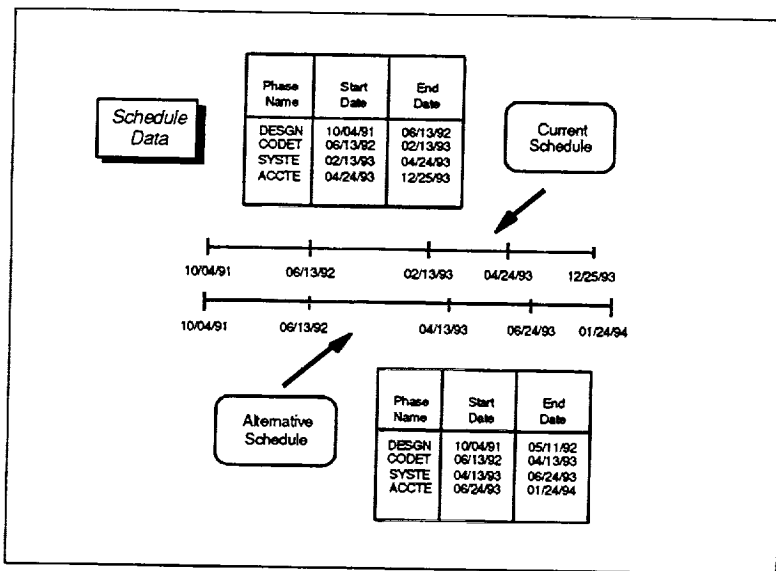 Schedule
Data
Phase Name Start Date End Date
DESGN 10/04/91 06/13/92
CODET 06/13/92 02/13/93
SYSTE 02/13/93 04/24/93
ACCTE 04/24/93 12/25/93
Current
Schedule
10/04/91 06/13/92 02/13/93 04/24/93 12/25/93
10/04/91 06/13/92 04/13/93 06/24/93 01/24/94
Alternative
Schedule
Phase Name Start Date End Date
DESGN 10/04/91 05/11/92
CODET 06/13/92 04/13/93
SYSTE 04/13/93 06/24/93
ACCTE 06/24/93 01/24/94